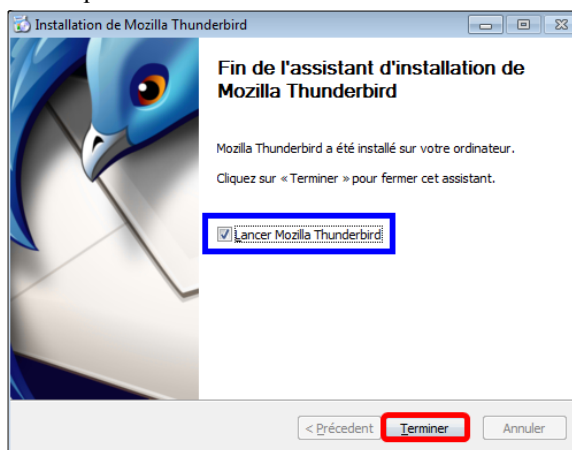 Installation de Mozilla Thunderbird
Fin de l'assistant d'installation de
Mozilla Thunderbird
Mozilla Thunderbird a été installé sur votre ordinateur.
Cliquez sur « Terminer » pour fermer cet assistant.
Lancer Mozilla Thunderbird
< Précédent Terminer Annuler